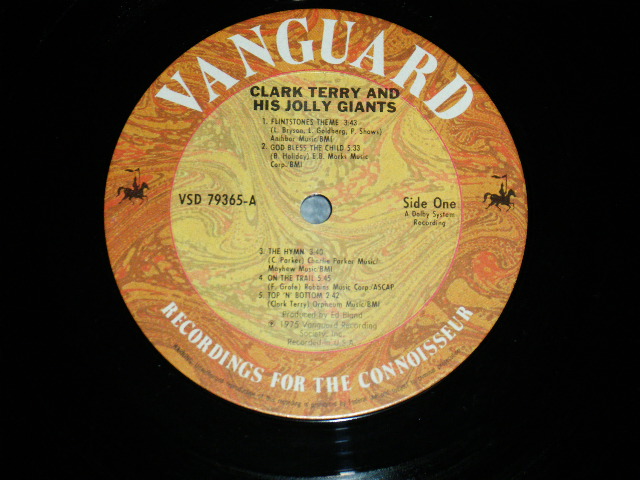 VANGUARD
CLARK TERRY AND
HIS JOLLY GIANTS
1. FLINTSTONES THEME 3:43
(L. Bryson, L. Goldberg, P. Shows)
Anihbar Music/BMI
2. GOD BLESS THE CHILD 5:33
(B. Holiday) E.B. Marks Music
Corp. BMI
VSD 79365-A
Side One
A Dolby System
Recording
3. THE HYMN 3:40
(C. Parker) Charlie Parker Music/
Mayhew Music/BMI
4. ON THE TRAIL 5:45
(F. Grofe) Robbins Music Corp/ASCAP
5. TOP 'N' BOTTOM 2:42
(Clark Terry) Orpheum Music BMI
Produced by Ed Bland
℗ 1975 Vanguard Recording
Society, Inc.
Recorded in U.S.A.
RECORDINGS FOR THE CONNOISSEUR